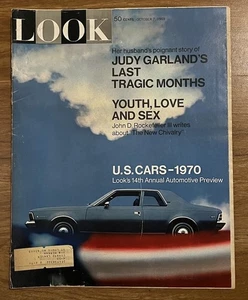 LOOK
Her husband's poignant story of
JUDY GARLAND'S
LAST
TRAGIC MONTHS
YOUTH, LOVE
AND SEX
John D. Rockefeller III writes
about "The New Chivalry"
U.S. CARS–1970
Look's 14th Annual Automotive Preview